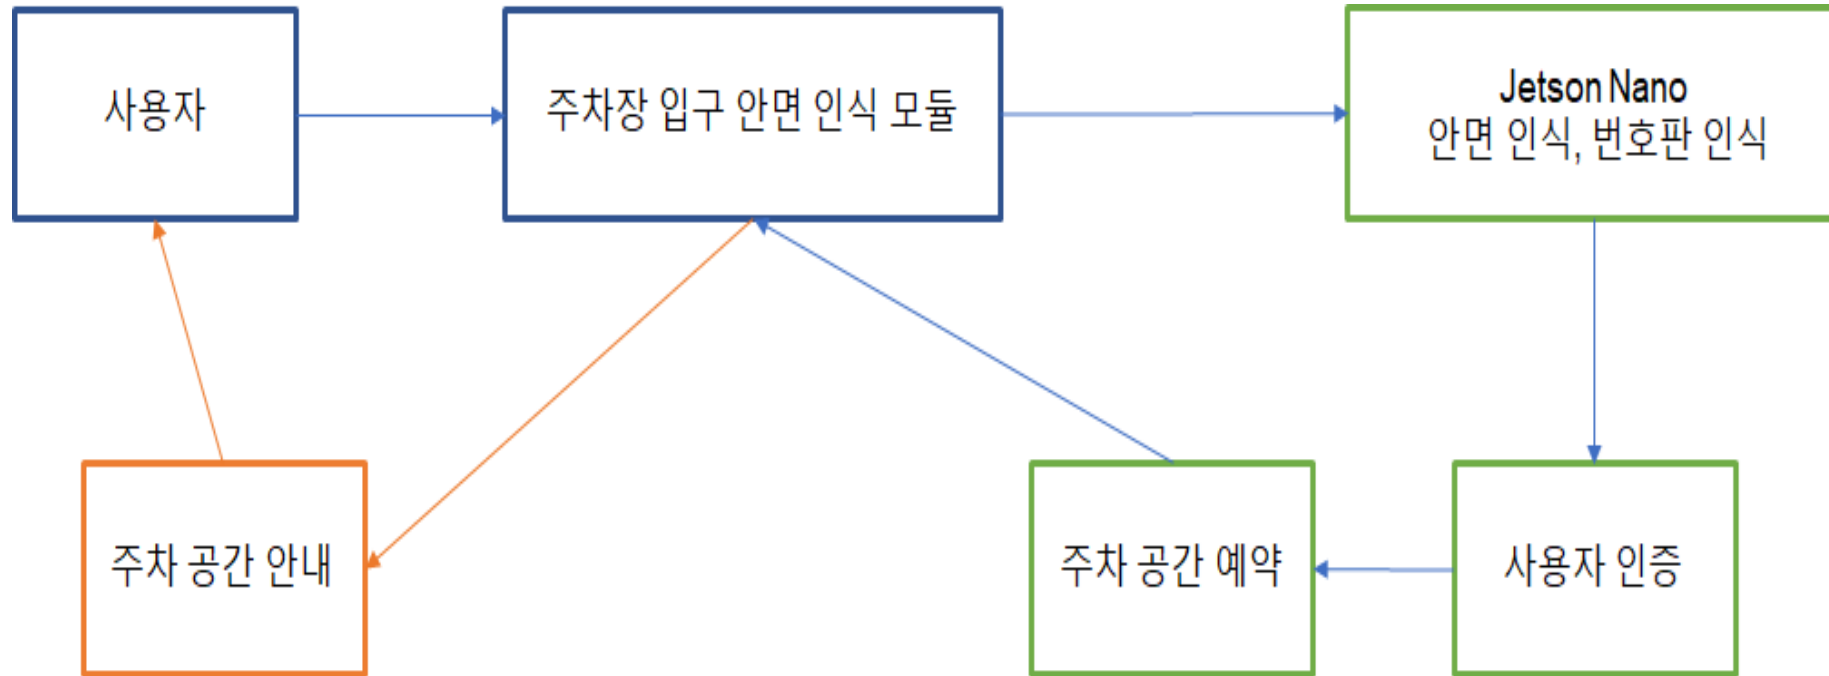 사용자
주차장 입구 안면 인식 모듈
Jetson Nano
안면 인식, 번호판 인식
주차 공간 안내
주차 공간 예약
사용자 인증